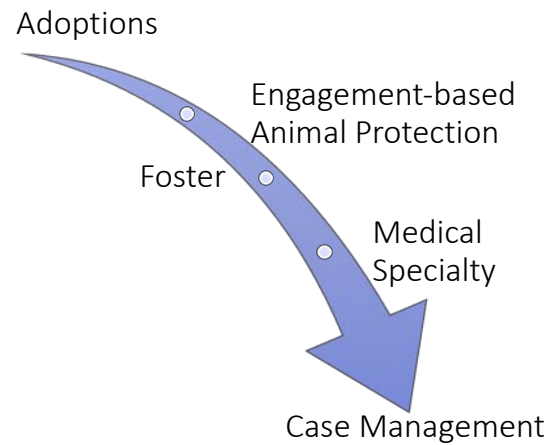 Adoptions
Engagement-based
Animal Protection
Foster
Medical
Specialty
Case Management